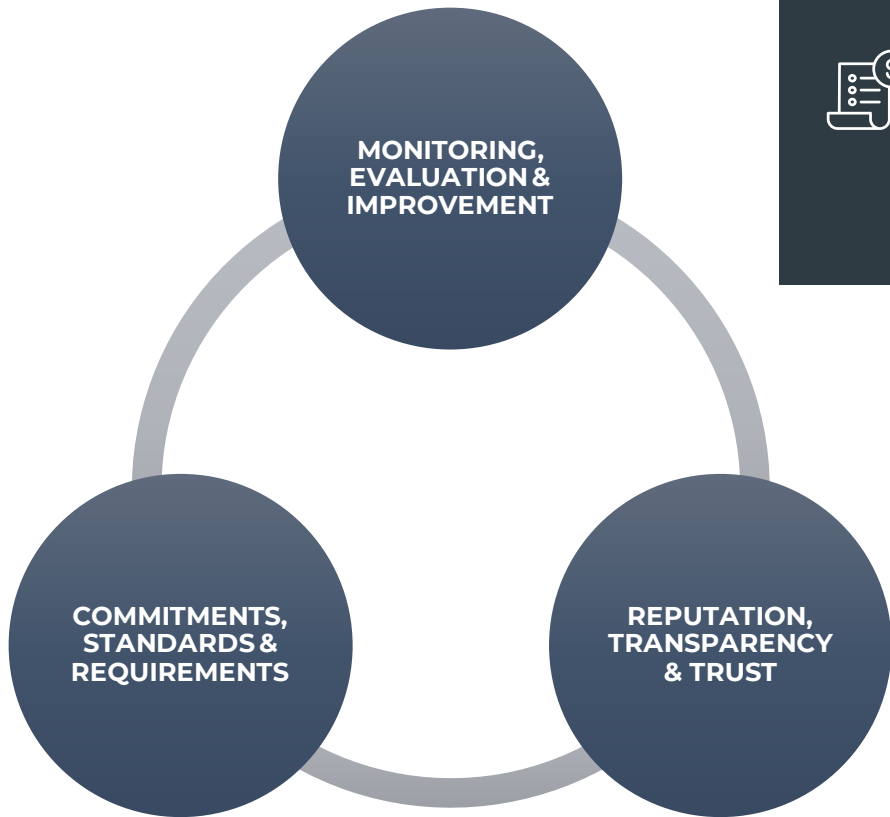 MONITORING,
EVALUATION &
IMPROVEMENT
COMMITMENTS,
STANDARDS &
REQUIREMENTS
REPUTATION,
TRANSPARENCY
& TRUST